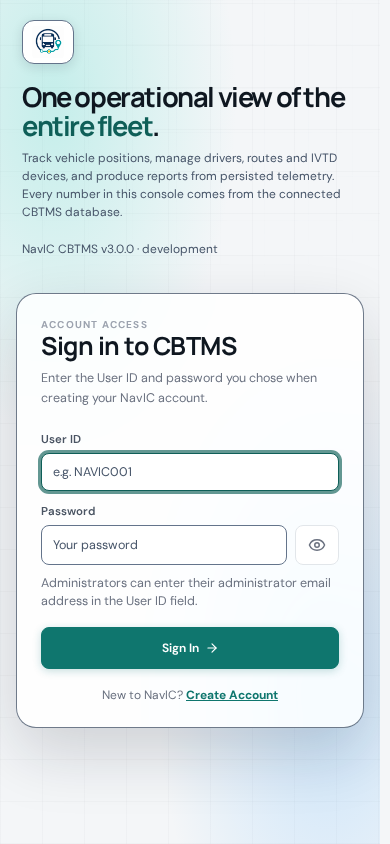 One operational view of the
entire fleet.
Track vehicle positions, manage drivers, routes and IVTD
devices, and produce reports from persisted telemetry.
Every number in this console comes from the connected
CBTMS database.
NavIC CBTMS v3.0.0 · development
ACCOUNT ACCESS
Sign in to CBTMS
Enter the User ID and password you chose when
creating your NavIC account.
User ID
e.g. NAVIC001
Password
Your password
Administrators can enter their administrator email
address in the User ID field.
Sign In →
New to NavIC? Create Account